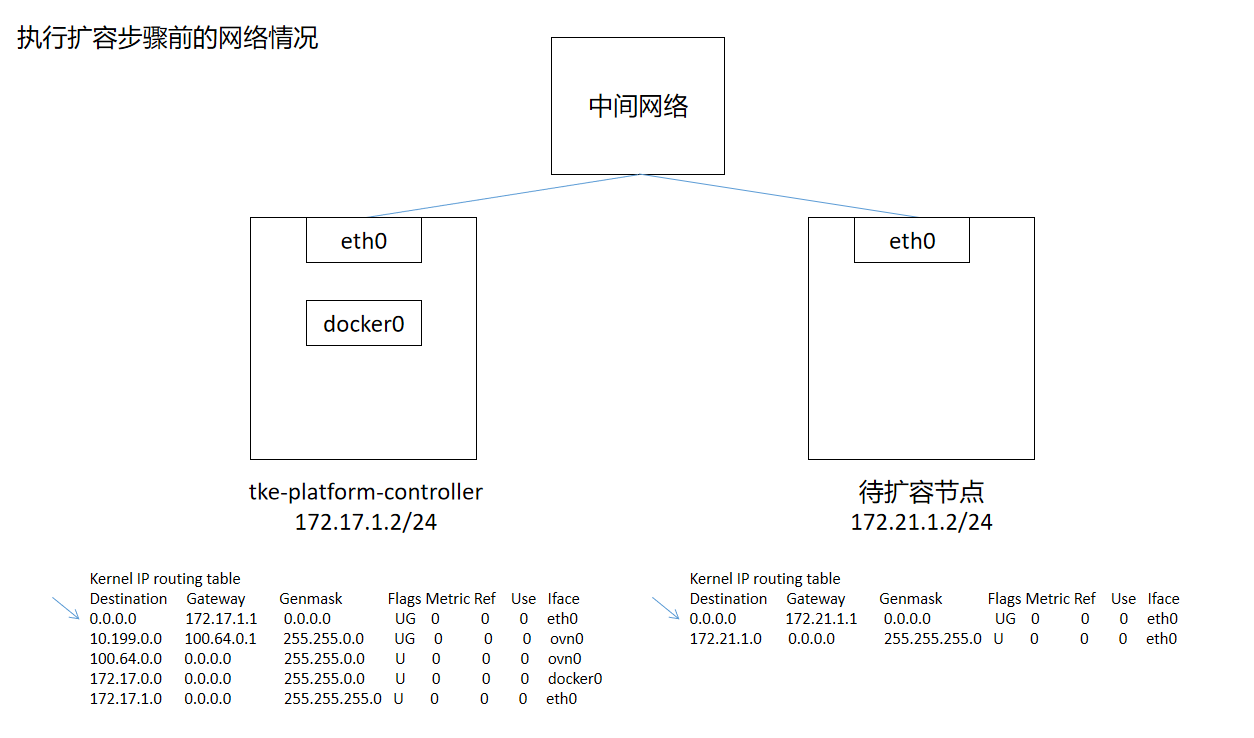 执行扩容步骤前的网络情况
中间网络
eth0
docker0
tke-platform-controller
172.17.1.2/24
Kernel IP routing table
Destination Gateway Genmask Flags Metric Ref Use Iface
0.0.0.0 172.17.1.1 0.0.0.0 UG 0 0 0 eth0
10.199.0.0 100.64.0.1 255.255.0.0 UG 0 0 0 ovn0
100.64.0.0 0.0.0.0 255.255.0.0 U 0 0 0 ovn0
172.17.0.0 0.0.0.0 255.255.0.0 U 0 0 0 docker0
172.17.1.0 0.0.0.0 255.255.255.0 U 0 0 0 eth0
eth0
待扩容节点
172.21.1.2/24
Kernel IP routing table
Destination Gateway Genmask Flags Metric Ref Use Iface
0.0.0.0 172.21.1.1 0.0.0.0 UG 0 0 0 eth0
172.21.1.0 0.0.0.0 255.255.255.0 U 0 0 0 eth0